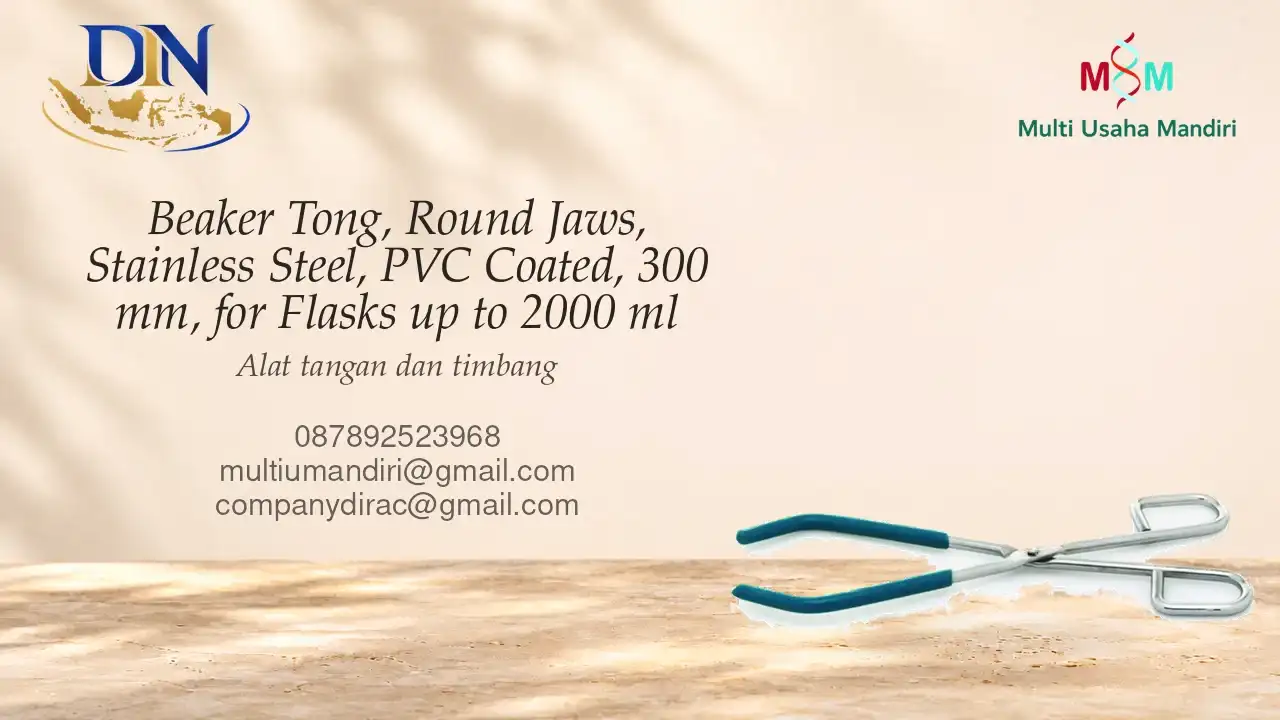 DIN
M M
Multi Usaha Mandiri
Beaker Tong, Round Jaws,
Stainless Steel, PVC Coated, 300
mm, for Flasks up to 2000 ml
Alat tangan dan timbang
087892523968
multiumandiri@gmail.com
companydirac@gmail.com